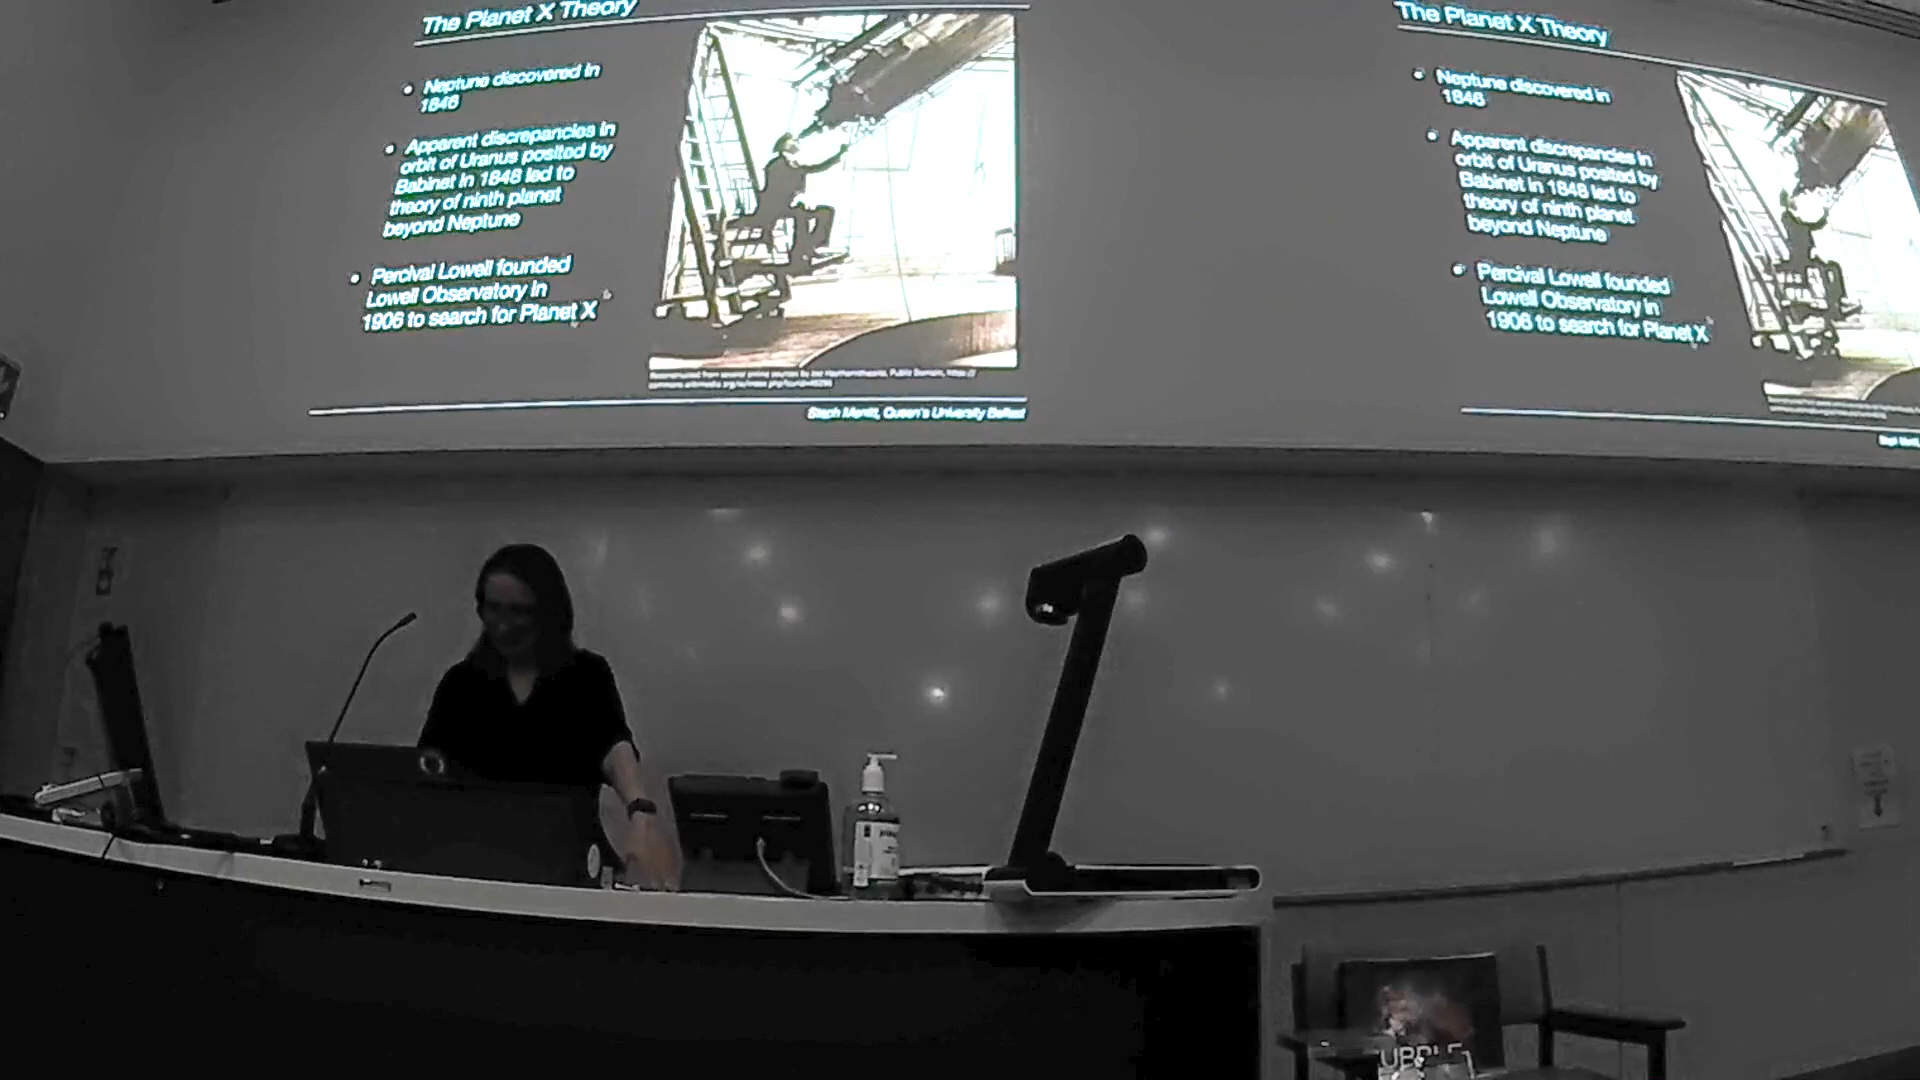 The Planet X Theory
Neptune discovered in
1846
Apparent discrepancies in
orbit of Uranus posited by
Babinet in 1848 led to
theory of ninth planet
beyond Neptune
Percival Lowell founded
Lowell Observatory in
1906 to search for Planet X
Queen's University Belfast
The Planet X Theory
Neptune discovered in
1846
Apparent discrepancies in
orbit of Uranus posited by
Babinet in 1848 led to
theory of ninth planet
beyond Neptune
Percival Lowell founded
Lowell Observatory in
1906 to search for Planet X